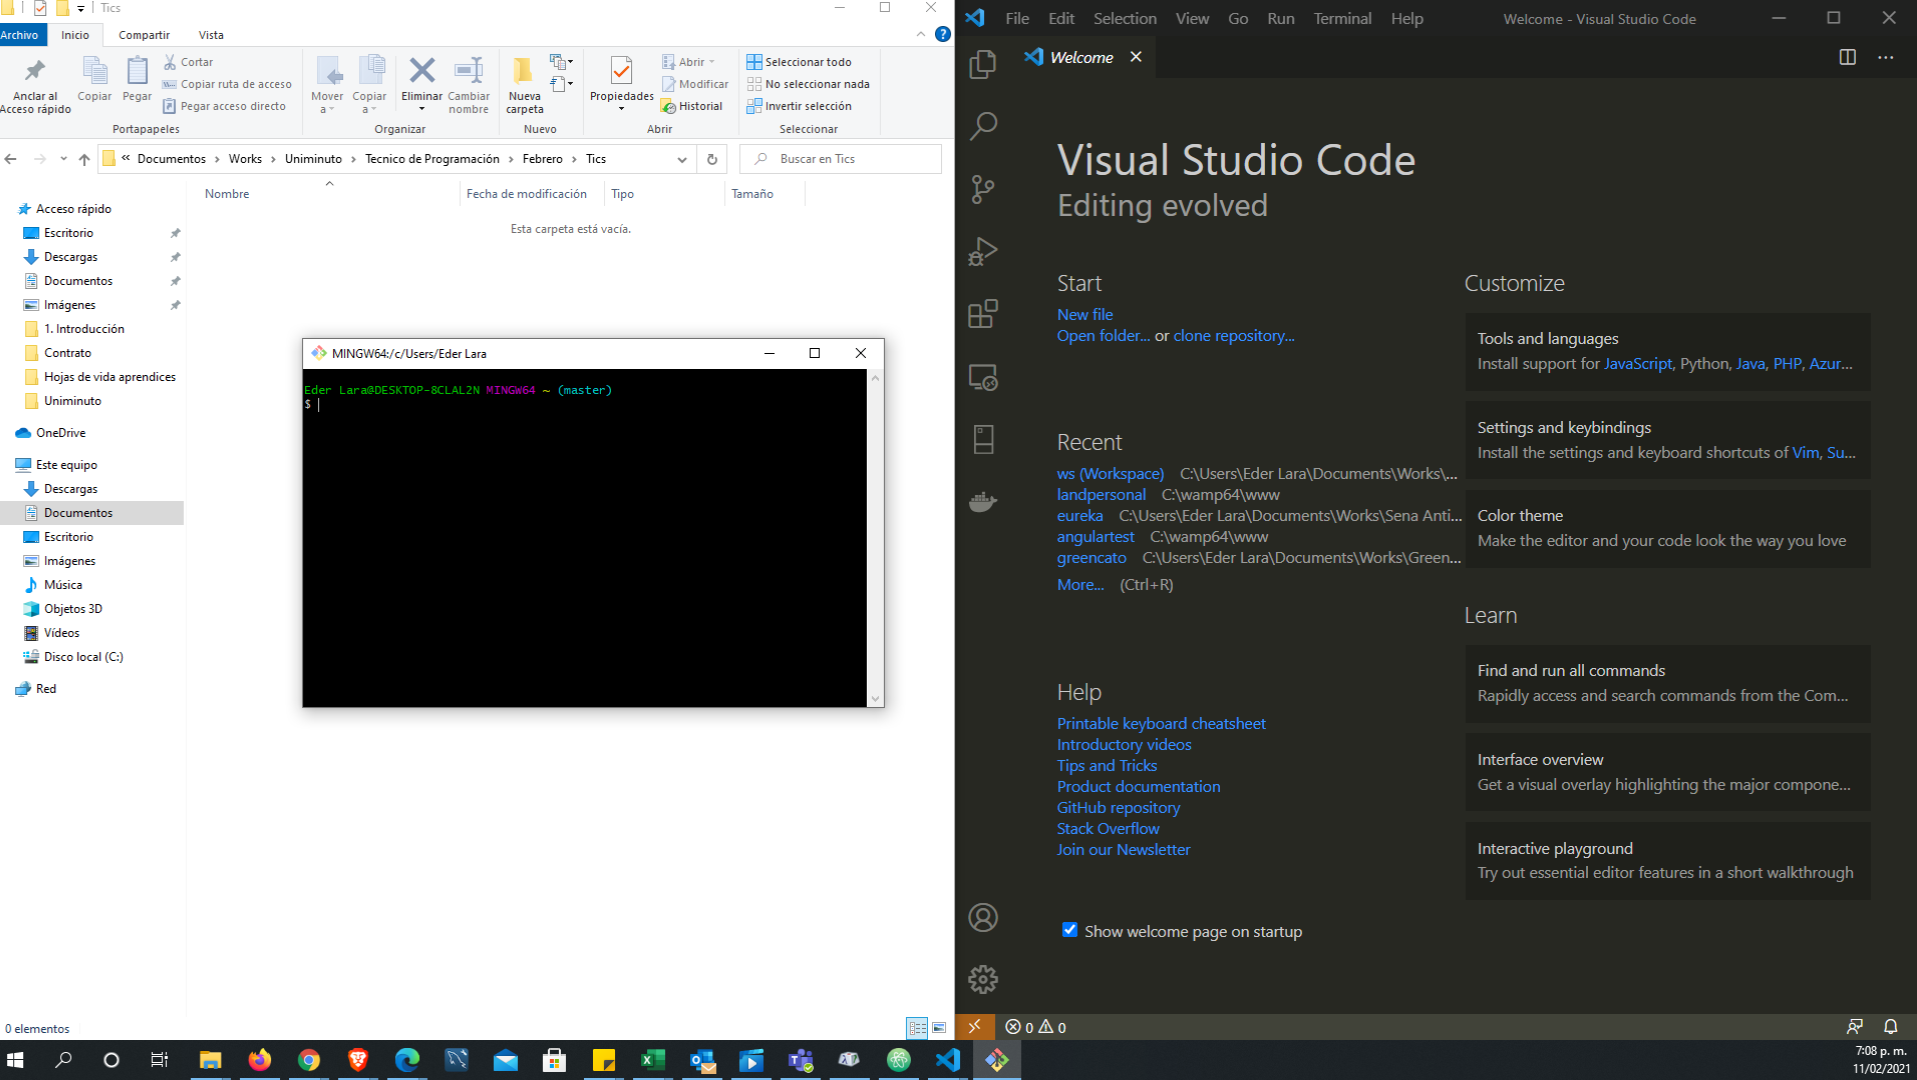 Tics
Archivo Inicio Compartir Vista
Anclar al
Acceso rápido
Copiar
Pegar
Cortar
Copiar ruta de acceso
Pegar acceso directo
Portapapeles
Mover
a
Copiar
a
Eliminar
Cambiar
nombre
Organizar
Nueva
carpeta
Nuevo
Propiedades
Abrir
Modificar
Historial
Abrir
Seleccionar todo
No seleccionar nada
Invertir selección
Seleccionar
« Documentos › Works › Uniminuto › Tecnico de Programación › Febrero › Tics
Buscar en Tics
Nombre Fecha de modificación Tipo Tamaño
Esta carpeta está vacía.
Acceso rápido
Escritorio
Descargas
Documentos
Imágenes
1. Introducción
Contrato
Hojas de vida aprendices
Uniminuto
OneDrive
Este equipo
Descargas
Documentos
Escritorio
Imágenes
Música
Objetos 3D
Vídeos
Disco local (C:)
Red
0 elementos
MINGW64:/c/Users/Eder Lara
Eder Lara@DESKTOP-8CLAL2N MINGW64 ~ (master)
$
File Edit Selection View Go Run Terminal Help
Welcome - Visual Studio Code
Welcome
Visual Studio Code
Editing evolved
Start
New file
Open folder... or clone repository...
Recent
ws (Workspace) C:\Users\Eder Lara\Documents\Works\...
landpersonal C:\wamp64\www
eureka C:\Users\Eder Lara\Documents\Works\Sena Anti...
angulartest C:\wamp64\www
greencato C:\Users\Eder Lara\Documents\Works\Green...
More... (Ctrl+R)
Help
Printable keyboard cheatsheet
Introductory videos
Tips and Tricks
Product documentation
GitHub repository
Stack Overflow
Join our Newsletter
Show welcome page on startup
Customize
Tools and languages
Install support for JavaScript, Python, Java, PHP, Azur...
Settings and keybindings
Install the settings and keyboard shortcuts of Vim, Su...
Color theme
Make the editor and your code look the way you love
Learn
Find and run all commands
Rapidly access and search commands from the Com...
Interface overview
Get a visual overlay highlighting the major compone...
Interactive playground
Try out essential editor features in a short walkthrough
0 0
7:08 p. m.
11/02/2021